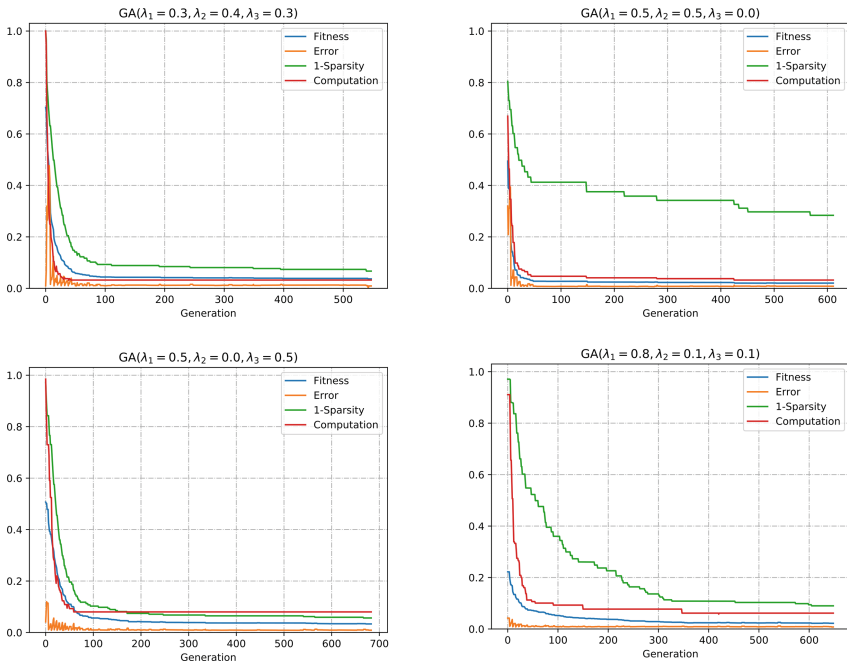 GA(λ₁ = 0.3, λ₂ = 0.4, λ₃ = 0.3)
Fitness
Error
1-Sparsity
Computation
1.0
0.8
0.6
0.4
0.2
0.0
0 100 200 300 400 500
Generation
GA(λ₁ = 0.5, λ₂ = 0.5, λ₃ = 0.0)
Fitness
Error
1-Sparsity
Computation
1.0
0.8
0.6
0.4
0.2
0.0
0 100 200 300 400 500 600
Generation
GA(λ₁ = 0.5, λ₂ = 0.0, λ₃ = 0.5)
Fitness
Error
1-Sparsity
Computation
1.0
0.8
0.6
0.4
0.2
0.0
0 100 200 300 400 500 600 700
Generation
GA(λ₁ = 0.8, λ₂ = 0.1, λ₃ = 0.1)
Fitness
Error
1-Sparsity
Computation
1.0
0.8
0.6
0.4
0.2
0.0
0 100 200 300 400 500 600
Generation